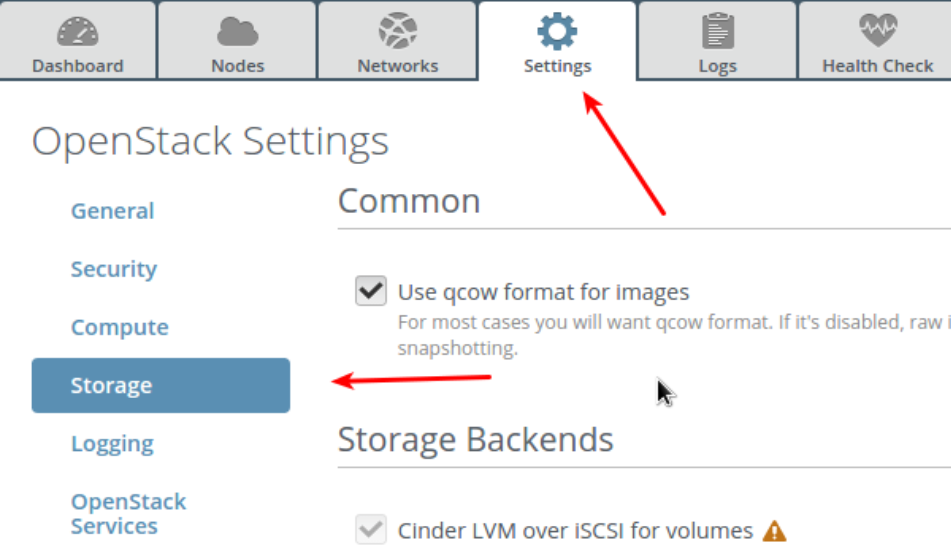 Dashboard
Nodes
Networks
Settings
Logs
Health Check
OpenStack Settings
General
Security
Compute
Storage
Logging
OpenStack
Services
Common
Use qcow format for images
For most cases you will want qcow format. If it's disabled, raw
snapshotting.
Storage Backends
Cinder LVM over iSCSI for volumes